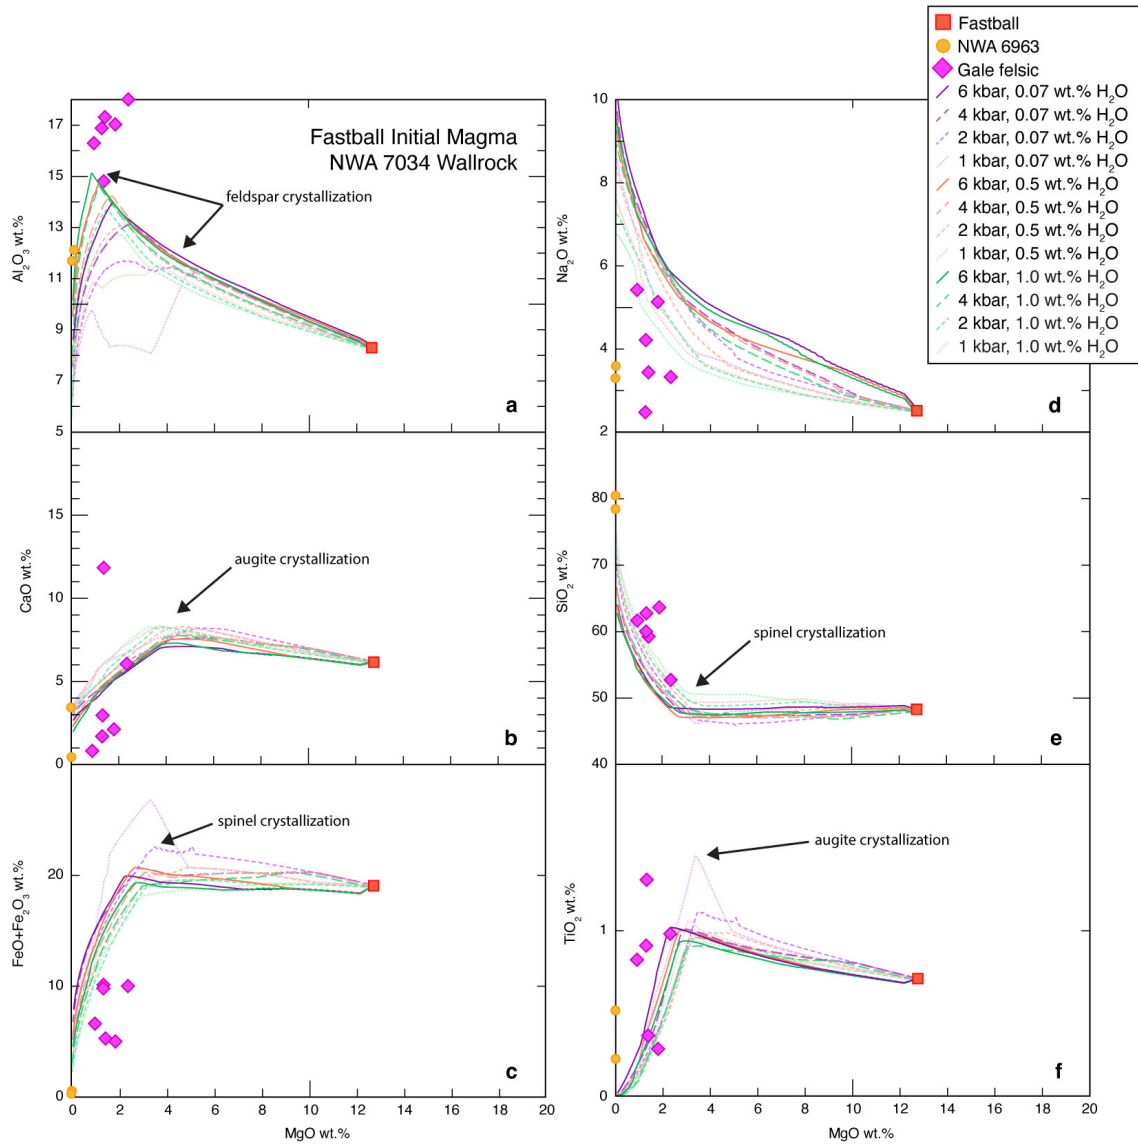 Fastball
NWA 6963
Gale felsic
6 kbar, 0.07 wt.% H₂O
4 kbar, 0.07 wt.% H₂O
2 kbar, 0.07 wt.% H₂O
1 kbar, 0.07 wt.% H₂O
6 kbar, 0.5 wt.% H₂O
4 kbar, 0.5 wt.% H₂O
2 kbar, 0.5 wt.% H₂O
1 kbar, 0.5 wt.% H₂O
6 kbar, 1.0 wt.% H₂O
4 kbar, 1.0 wt.% H₂O
2 kbar, 1.0 wt.% H₂O
1 kbar, 1.0 wt.% H₂O
Fastball Initial Magma
NWA 7034 Wallrock
feldspar crystallization
Al₂O₃ wt.%
17
15
13
11
9
7
5
a
Na₂O wt.%
10
8
6
4
2
d
augite crystallization
CaO wt.%
15
10
5
0
b
spinel crystallization
SiO₂ wt.%
80
70
60
50
40
e
spinel crystallization
FeO+Fe₂O₃ wt.%
20
10
0
c
0 2 4 6 8 10 12 14 16 18 20
MgO wt.%
augite crystallization
TiO₂ wt.%
1
0
f
0 2 4 6 8 10 12 14 16 18 20
MgO wt.%